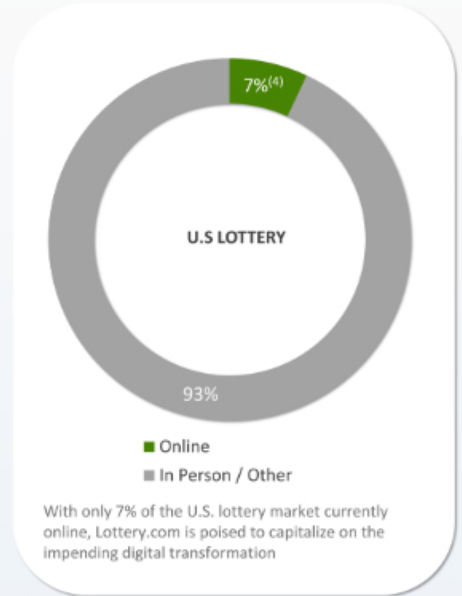 7%(4)
U.S LOTTERY
93%
Online
In Person / Other
With only 7% of the U.S. lottery market currently
online, Lottery.com is poised to capitalize on the
impending digital transformation